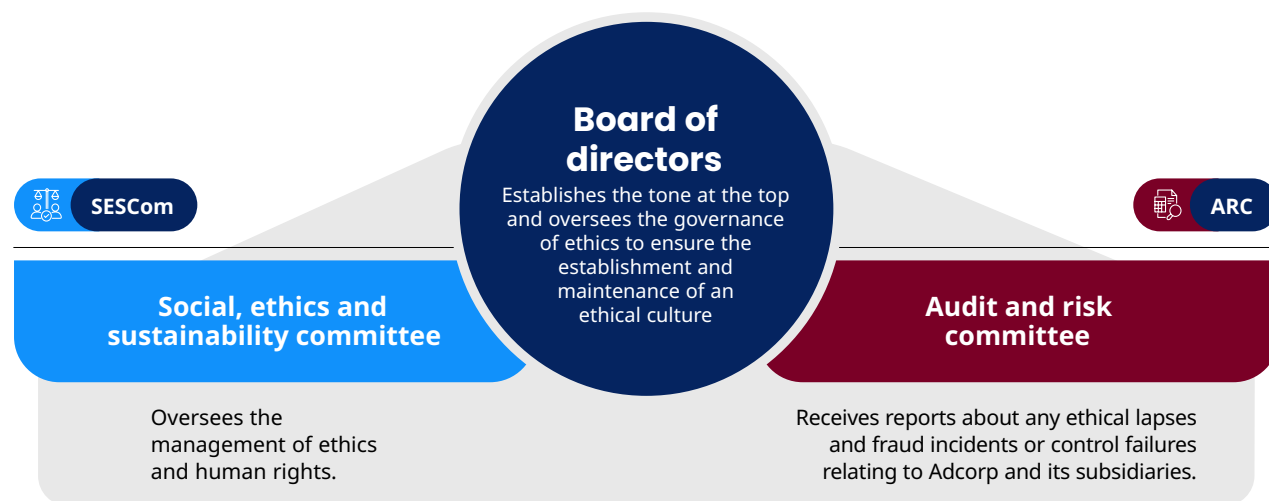 Board of
directors
Establishes the tone at the top
and oversees the governance
of ethics to ensure the
establishment and
maintenance of an
ethical culture
SESCom
Social, ethics and
sustainability committee
Oversees the
management of ethics
and human rights.
ARC
Audit and risk
committee
Receives reports about any ethical lapses
and fraud incidents or control failures
relating to Adcorp and its subsidiaries.